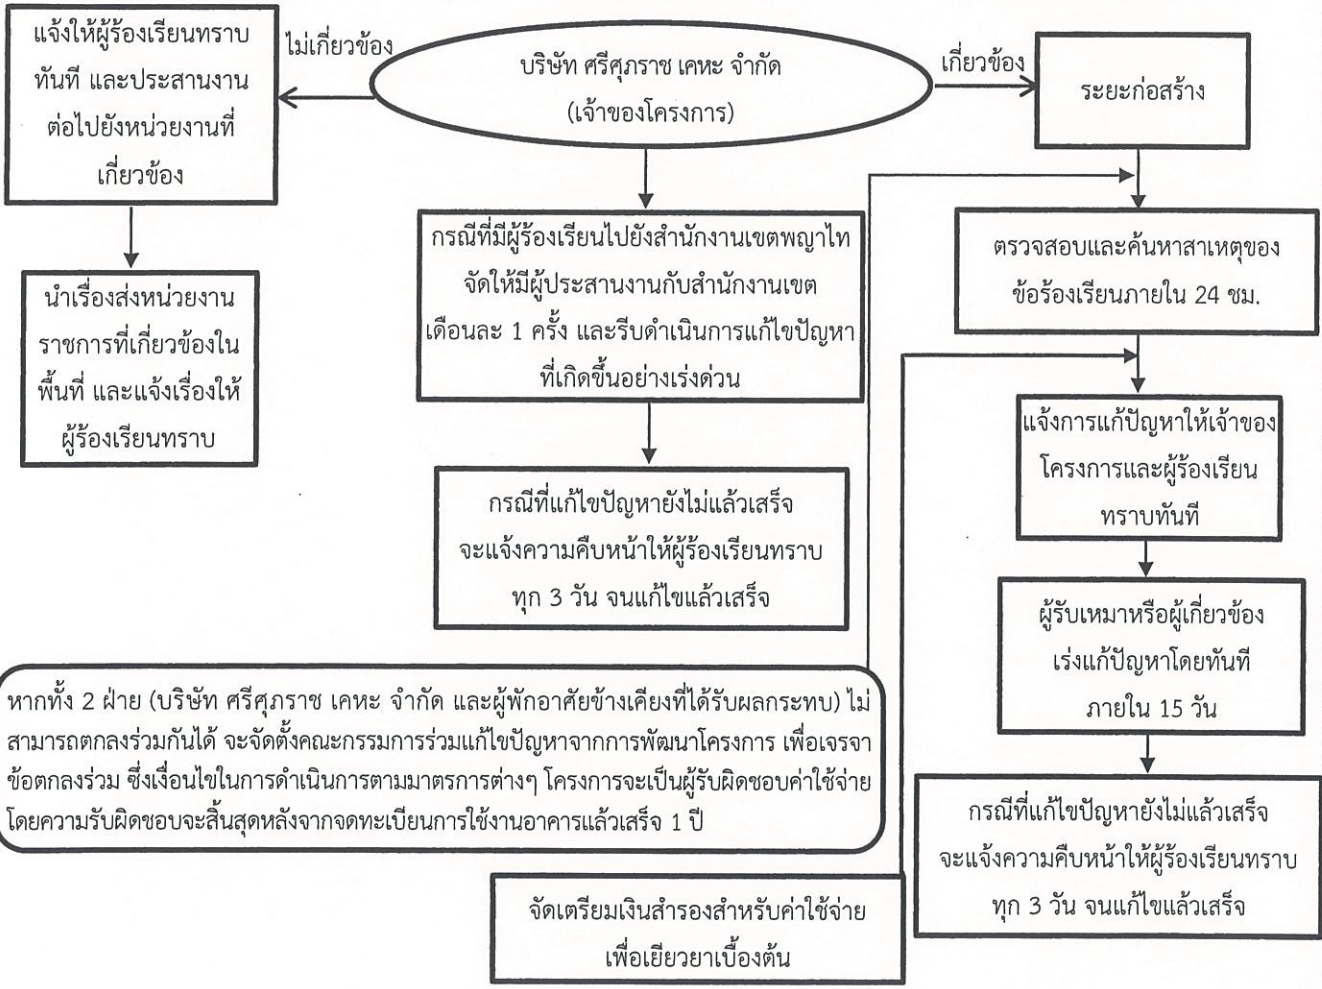 แจ้งให้ผู้ร้องเรียนทราบ
ทันที และประสานงาน
ต่อไปยังหน่วยงานที่
เกี่ยวข้อง
ไม่เกี่ยวข้อง
บริษัท ศรีศุภราช เคหะ จำกัด
(เจ้าของโครงการ)
เกี่ยวข้อง
ระยะก่อสร้าง
นำเรื่องส่งหน่วยงาน
ราชการที่เกี่ยวข้องใน
พื้นที่ และแจ้งเรื่องให้
ผู้ร้องเรียนทราบ
กรณีที่มีผู้ร้องเรียนไปยังสำนักงานเขตพญาไท
จัดให้มีผู้ประสานงานกับสำนักงานเขต
เดือนละ 1 ครั้ง และรีบดำเนินการแก้ไขปัญหา
ที่เกิดขึ้นอย่างเร่งด่วน
กรณีที่แก้ไขปัญหายังไม่แล้วเสร็จ
จะแจ้งความคืบหน้าให้ผู้ร้องเรียนทราบ
ทุก 3 วัน จนแก้ไขแล้วเสร็จ
ตรวจสอบและค้นหาสาเหตุของ
ข้อร้องเรียนภายใน 24 ชม.
แจ้งการแก้ปัญหาให้เจ้าของ
โครงการและผู้ร้องเรียน
ทราบทันที
ผู้รับเหมาหรือผู้เกี่ยวข้อง
เร่งแก้ปัญหาโดยทันที
ภายใน 15 วัน
กรณีที่แก้ไขปัญหายังไม่แล้วเสร็จ
จะแจ้งความคืบหน้าให้ผู้ร้องเรียนทราบ
ทุก 3 วัน จนแก้ไขแล้วเสร็จ
หากทั้ง 2 ฝ่าย (บริษัท ศรีศุภราช เคหะ จำกัด และผู้พักอาศัยข้างเคียงที่ได้รับผลกระทบ) ไม่
สามารถตกลงร่วมกันได้ จะจัดตั้งคณะกรรมการร่วมแก้ไขปัญหาจากการพัฒนาโครงการ เพื่อเจรจา
ข้อตกลงร่วม ซึ่งเงื่อนไขในการดำเนินการตามมาตรการต่างๆ โครงการจะเป็นผู้รับผิดชอบค่าใช้จ่าย
โดยความรับผิดชอบจะสิ้นสุดหลังจากจดทะเบียนการใช้งานอาคารแล้วเสร็จ 1 ปี
จัดเตรียมเงินสำรองสำหรับค่าใช้จ่าย
เพื่อเยียวยาเบื้องต้น